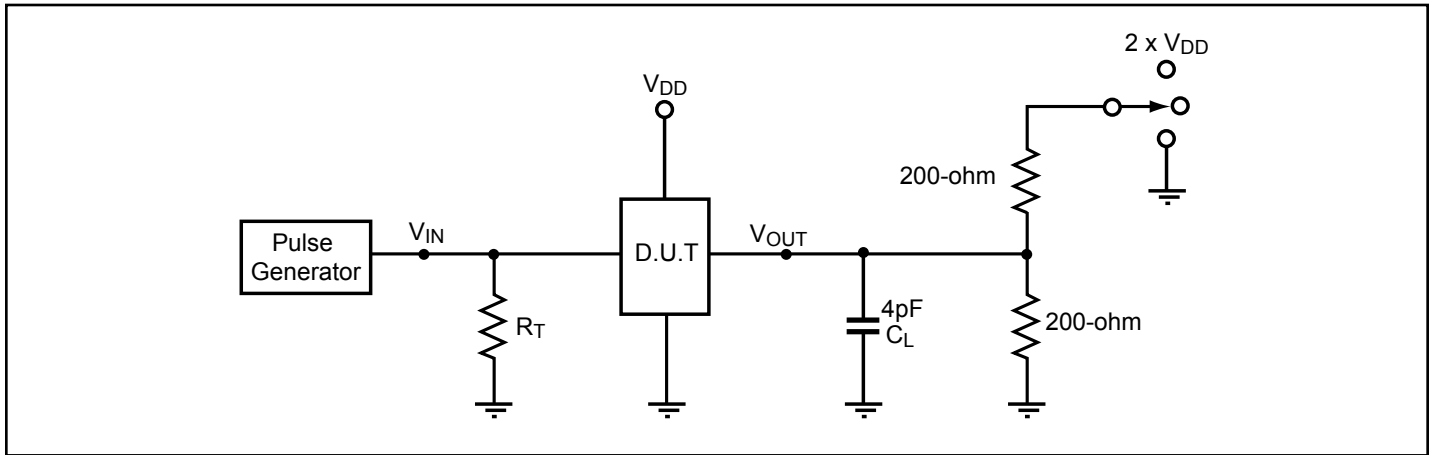 2 x VDD
VDD
200-ohm
Pulse
Generator
VIN
D.U.T
VOUT
RT
4pF
CL
200-ohm